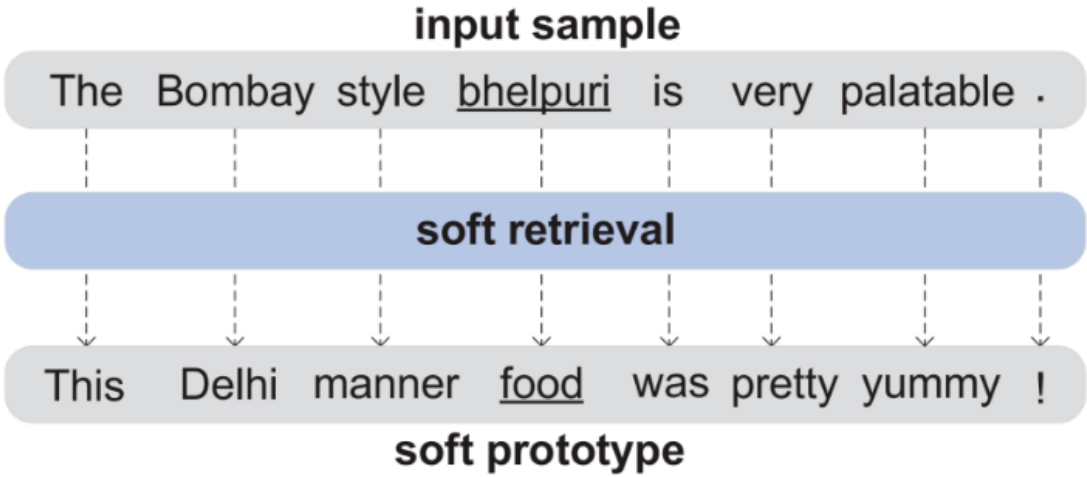 input sample
The Bombay style bhelpuri is very palatable .
soft retrieval
This Delhi manner food was pretty yummy !
soft prototype